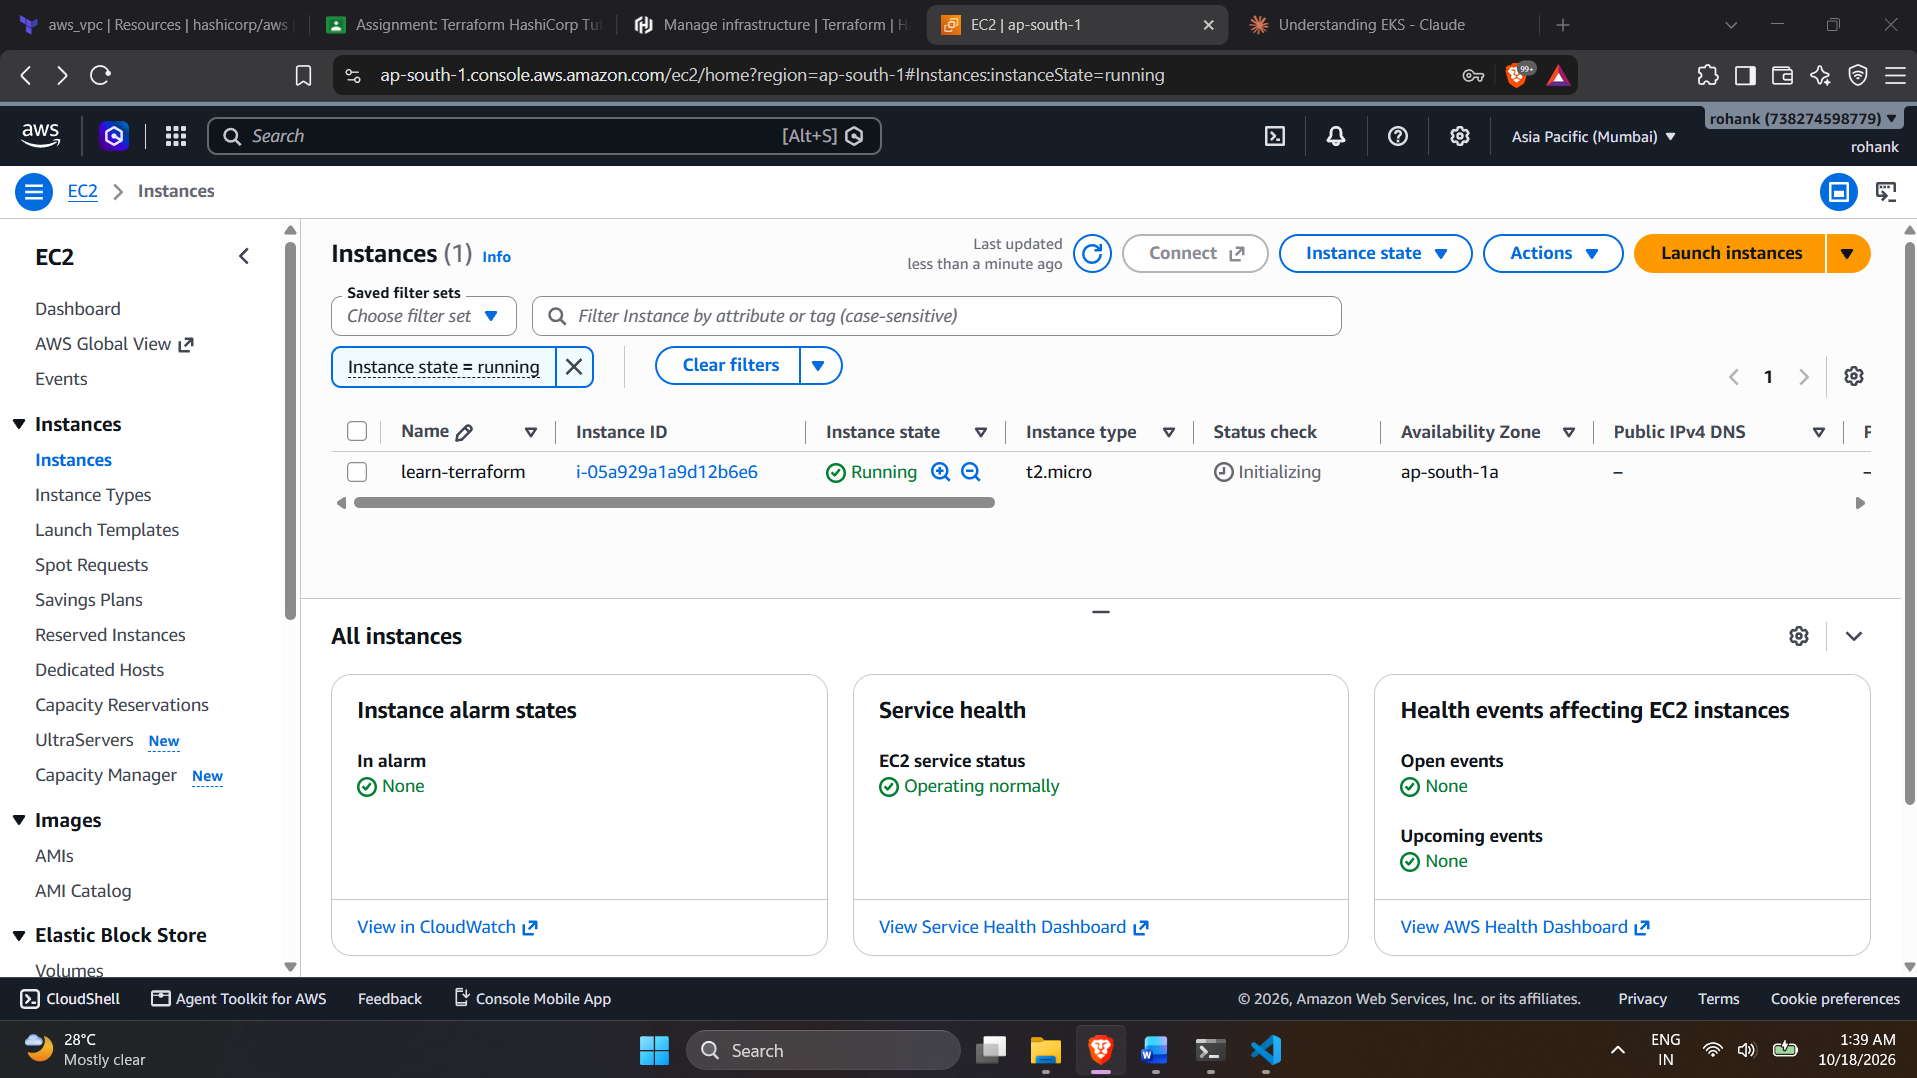 aws_vpc | Resources | hashicorp/aws
Assignment: Terraform HashiCorp Tut
Manage infrastructure | Terraform | H
EC2 | ap-south-1
Understanding EKS - Claude
ap-south-1.console.aws.amazon.com/ec2/home?region=ap-south-1#Instances:instanceState=running
99+
aws
Search
[Alt+S]
Asia Pacific (Mumbai)
rohank (738274598779)
rohank
EC2
Instances
EC2
Dashboard
AWS Global View
Events
Instances
Instances
Instance Types
Launch Templates
Spot Requests
Savings Plans
Reserved Instances
Dedicated Hosts
Capacity Reservations
UltraServers New
Capacity Manager New
Images
AMIs
AMI Catalog
Elastic Block Store
Volumes
Instances (1) Info
Last updated
less than a minute ago
Connect
Instance state
Actions
Launch instances
Saved filter sets
Choose filter set
Filter Instance by attribute or tag (case-sensitive)
Instance state = running
Clear filters
1
Name Instance ID Instance state Instance type Status check Availability Zone Public IPv4 DNS P
learn-terraform i-05a929a1a9d12b6e6 Running t2.micro Initializing ap-south-1a – –
All instances
Instance alarm states
In alarm
None
View in CloudWatch
Service health
EC2 service status
Operating normally
View Service Health Dashboard
Health events affecting EC2 instances
Open events
None
Upcoming events
None
View AWS Health Dashboard
CloudShell Agent Toolkit for AWS Feedback Console Mobile App © 2026, Amazon Web Services, Inc. or its affiliates. Privacy Terms Cookie preferences
28°C
Mostly clear
Search
ENG
IN
1:39 AM
10/18/2026